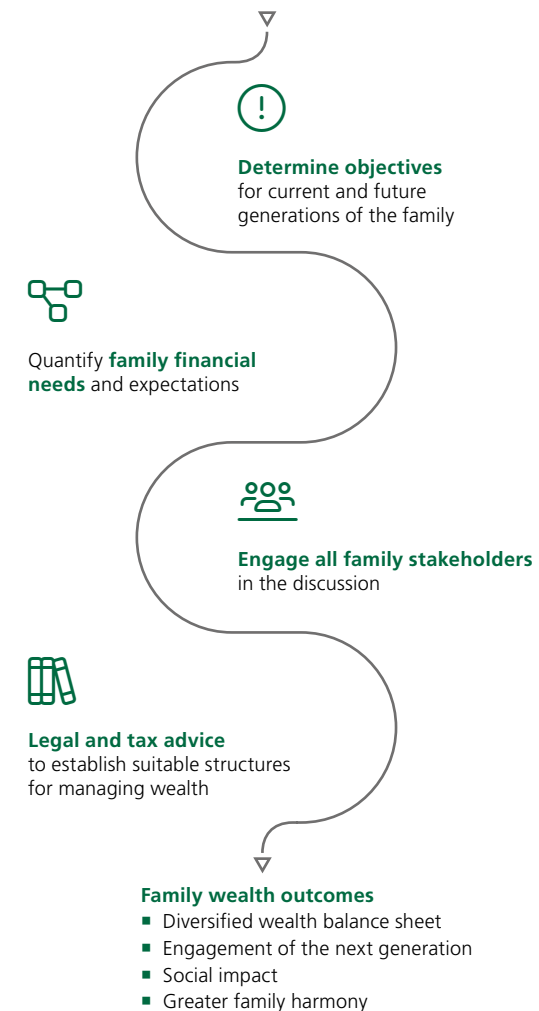 Determine objectives
for current and future
generations of the family
Quantify family financial
needs and expectations
Engage all family stakeholders
in the discussion
Legal and tax advice
to establish suitable structures
for managing wealth
Family wealth outcomes
■ Diversified wealth balance sheet
■ Engagement of the next generation
■ Social impact
■ Greater family harmony